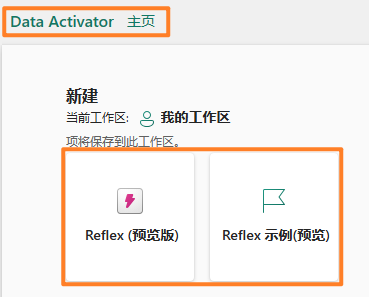 Data Activator 主页
新建
当前工作区: 我的工作区
项将保存到此工作区。
Reflex (预览版) Reflex 示例(预览)